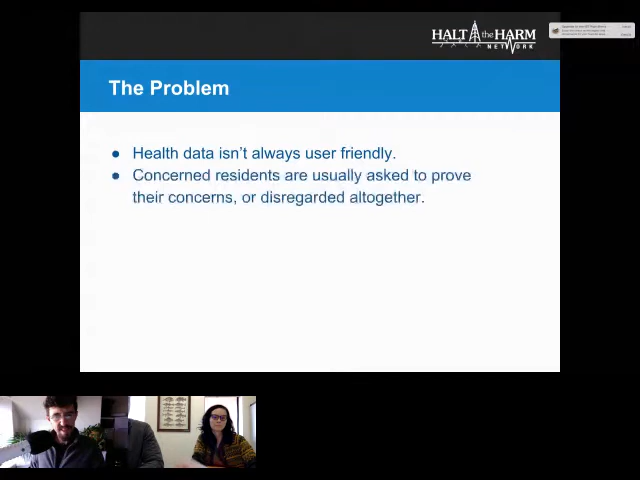 HALT the HARM
NETWORK
The Problem
● Health data isn’t always user friendly.
● Concerned residents are usually asked to prove
their concerns, or disregarded altogether.